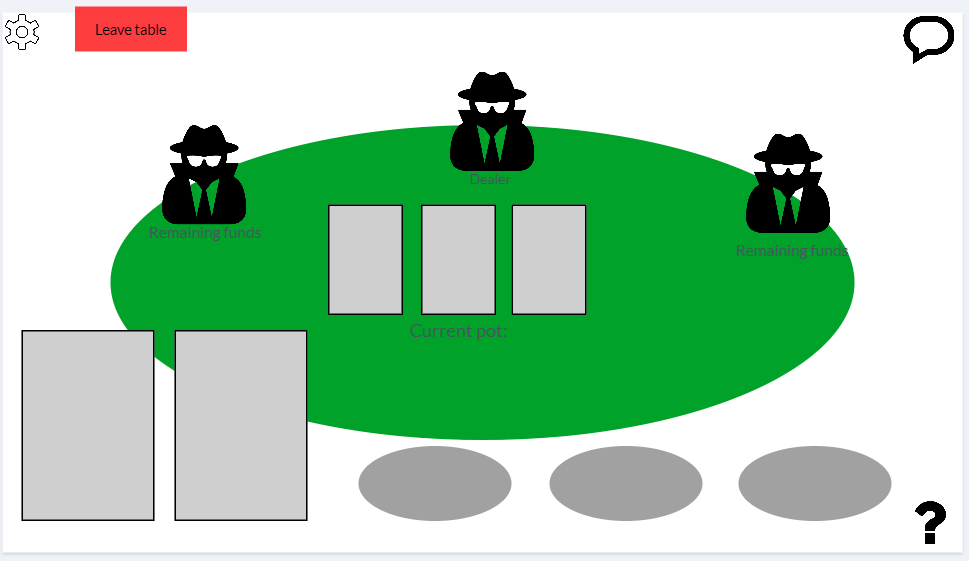 Leave table
Dealer
Remaining funds
Remaining funds
Current pot:
?